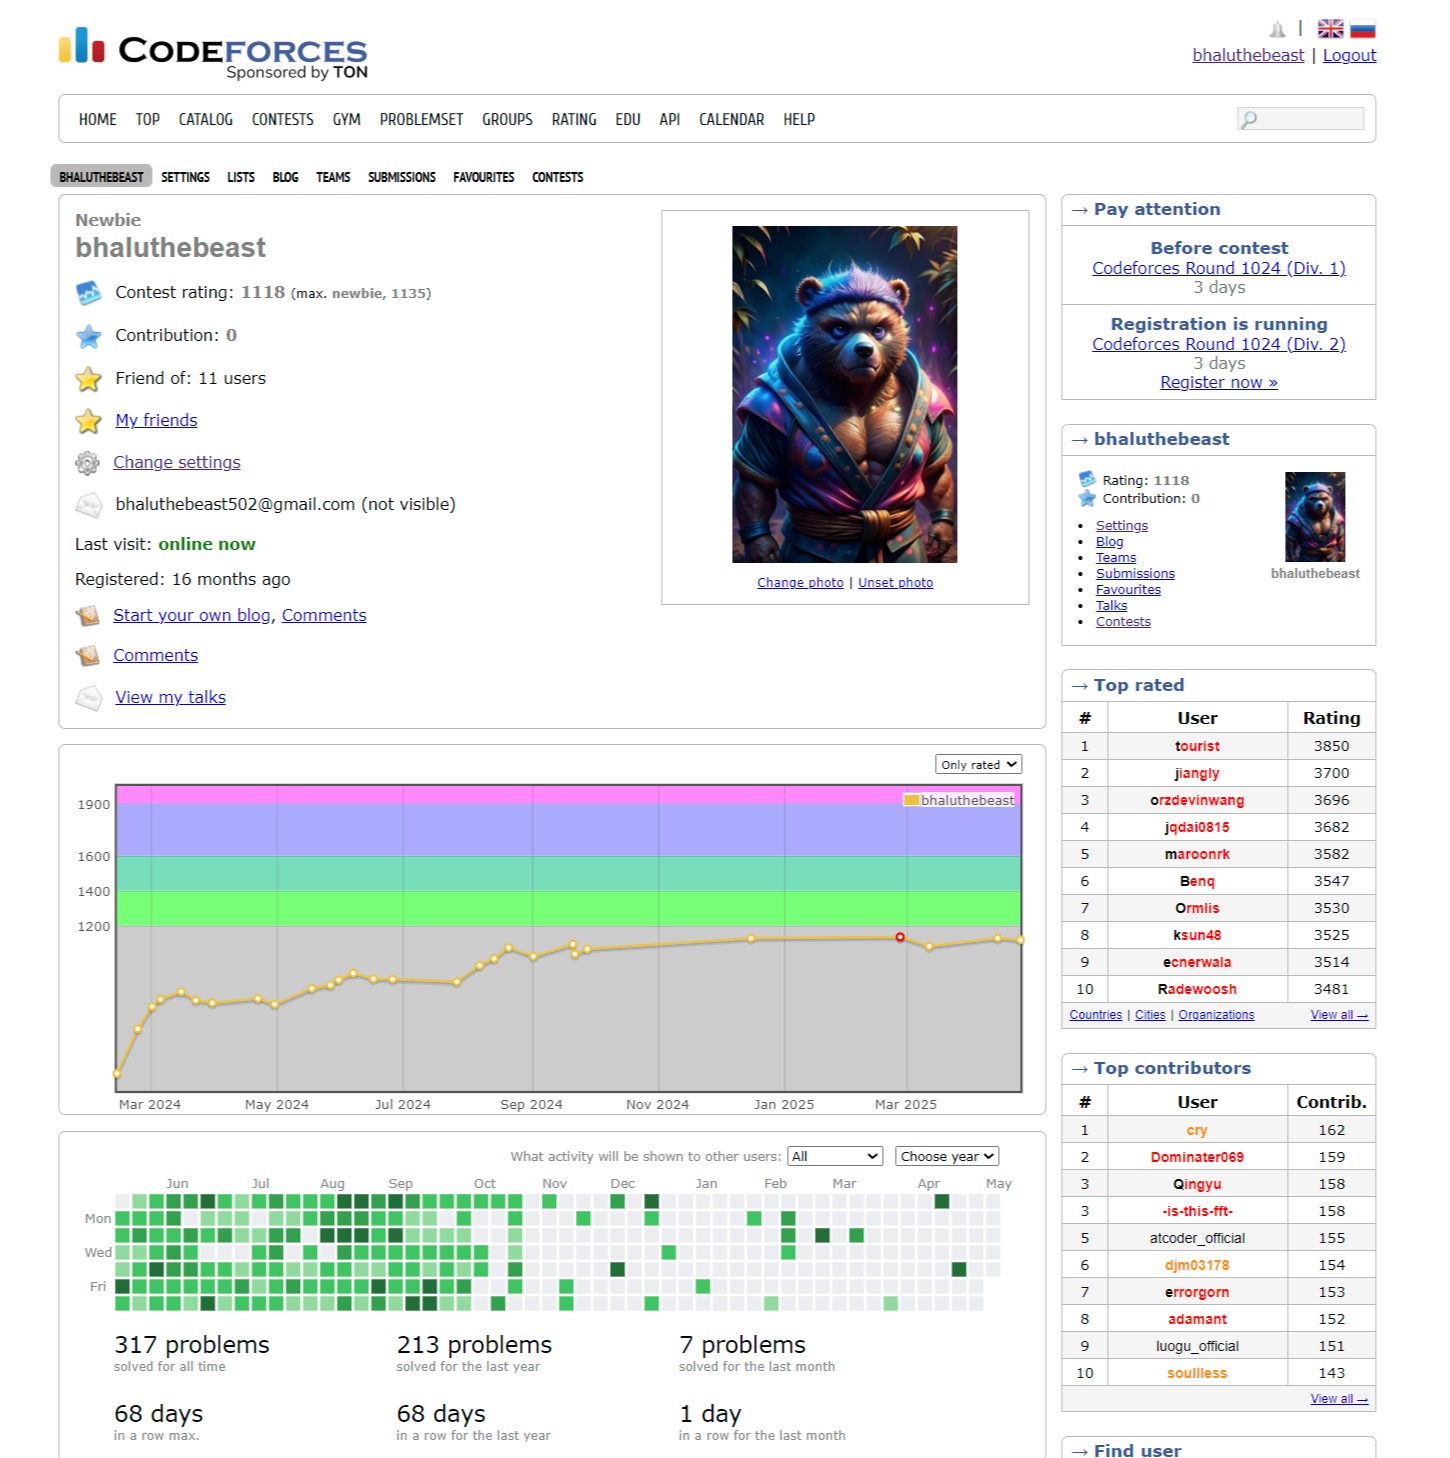 CODEFORCES
Sponsored by TON
|
bhaluthebeast | Logout
HOME TOP CATALOG CONTESTS GYM PROBLEMSET GROUPS RATING EDU API CALENDAR HELP
BHALUTHEBEAST SETTINGS LISTS BLOG TEAMS SUBMISSIONS FAVOURITES CONTESTS
Newbie
bhaluthebeast
Contest rating: 1118 (max. newbie, 1135)
Contribution: 0
Friend of: 11 users
My friends
Change settings
bhaluthebeast502@gmail.com (not visible)
Last visit: online now
Registered: 16 months ago
Start your own blog, Comments
Comments
View my talks
Change photo | Unset photo
Only rated
bhaluthebeast
1900
1600
1400
1200
Mar 2024 May 2024 Jul 2024 Sep 2024 Nov 2024 Jan 2025 Mar 2025
What activity will be shown to other users: All Choose year
Jun Jul Aug Sep Oct Nov Dec Jan Feb Mar Apr May
Mon
Wed
Fri
317 problems
solved for all time
213 problems
solved for the last year
7 problems
solved for the last month
68 days
in a row max.
68 days
in a row for the last year
1 day
in a row for the last month
→ Pay attention
Before contest
Codeforces Round 1024 (Div. 1)
3 days
Registration is running
Codeforces Round 1024 (Div. 2)
3 days
Register now »
→ bhaluthebeast
Rating: 1118
Contribution: 0
• Settings
• Blog
• Teams
• Submissions
• Favourites
• Talks
• Contests
bhaluthebeast
→ Top rated
# User Rating
1 tourist 3850
2 jiangly 3700
3 orzdevinwang 3696
4 jqdai0815 3682
5 maroonrk 3582
6 Benq 3547
7 Ormlis 3530
8 ksun48 3525
9 ecnerwala 3514
10 Radewoosh 3481
Countries | Cities | Organizations View all →
→ Top contributors
# User Contrib.
1 cry 162
2 Dominater069 159
3 Qingyu 158
3 -is-this-fft- 158
5 atcoder_official 155
6 djm03178 154
7 errorgorn 153
8 adamant 152
9 luogu_official 151
10 soullless 143
View all →
→ Find user